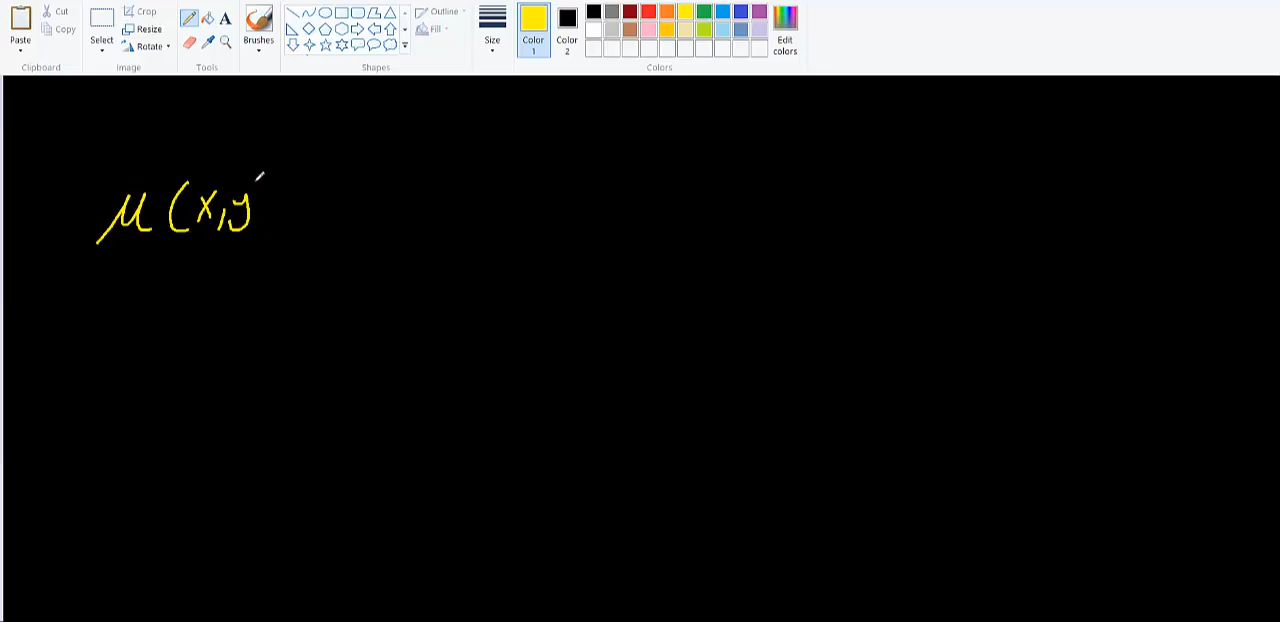 Paste
Clipboard
Cut
Copy
Select
Crop
Resize
Rotate
Image
Tools
Brushes
Shapes
Outline
Fill
Size
Color 1
Color 2
Colors
Edit colors
μ(x,y